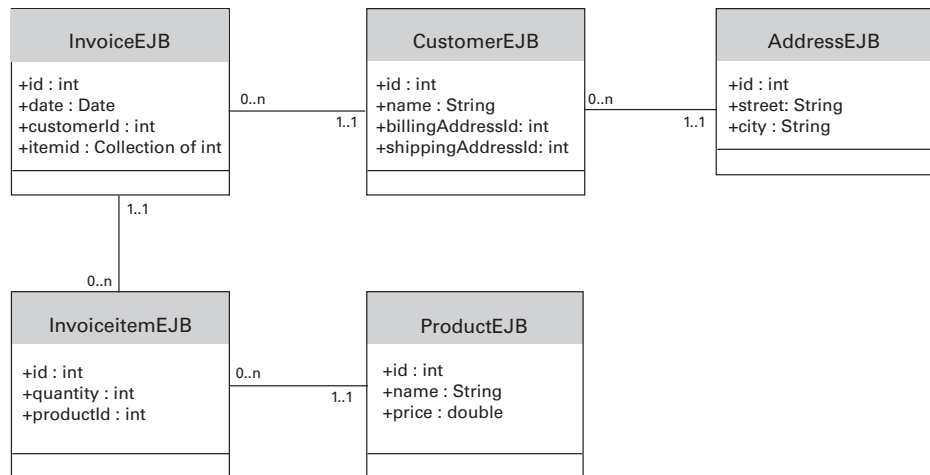 InvoiceEJB
+id : int
+date : Date
+customerId : int
+itemid : Collection of int
0..n
1..1
CustomerEJB
+id : int
+name : String
+billingAddressId: int
+shippingAddressId: int
0..n
1..1
AddressEJB
+id : int
+street: String
+city : String
1..1
0..n
InvoiceitemEJB
+id : int
+quantity : int
+productId : int
0..n
1..1
ProductEJB
+id : int
+name : String
+price : double